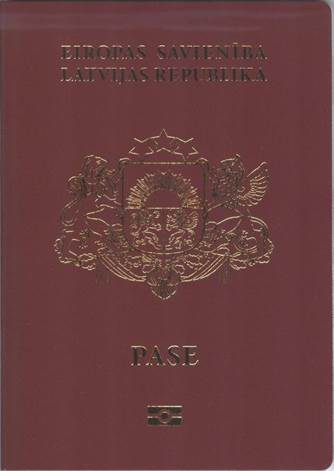 EIROPAS SAVIENĪBA
LATVIJAS REPUBLIKA
PASE